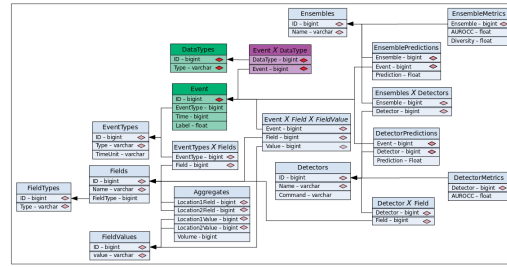 Ensembles
ID – bigint
Name – varchar
EnsembleMetrics
Ensemble – bigint
AUROCC – float
Diversity – float
DataTypes
ID – bigint
Type – varchar
Event X DataType
DataType – bigint
Event – bigint
EnsemblePredictions
Ensemble – bigint
Event – bigint
Prediction – Float
Event
ID – bigint
EventType – bigint
Time – bigint
Label – float
Ensembles X Detectors
Ensemble – bigint
Detector – bigint
EventTypes
ID – bigint
Type – varchar
TimeUnit – varchar
Event X Field X FieldValue
Event – bigint
Field – bigint
Value – bigint
EventTypes X Fields
EventType – bigint
Field – bigint
DetectorPredictions
Event – bigint
Detector – bigint
Prediction – Float
Fields
ID – bigint
Name – varchar
FieldType – bigint
Detectors
ID – bigint
Name – varchar
Command – varchar
DetectorMetrics
Detector – bigint
AUROCC – float
FieldTypes
ID – bigint
Type – varchar
Aggregates
Location1Field – bigint
Location2Field – bigint
Location1Value – bigint
Location2Value – bigint
Volume – bigint
Detector X Field
Detector – bigint
Field – bigint
FieldValues
ID – bigint
value – varchar